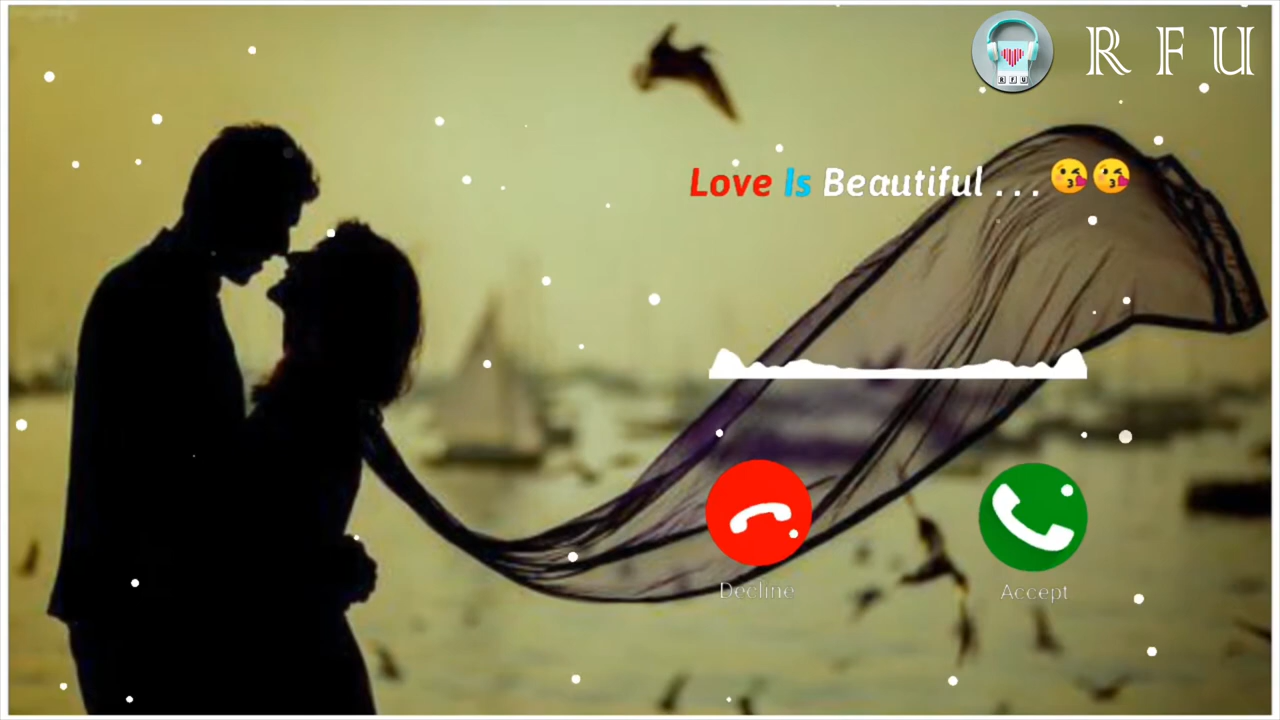 R F U
R F U
Love Is Beautiful . . . 😘😘
Decline
Accept